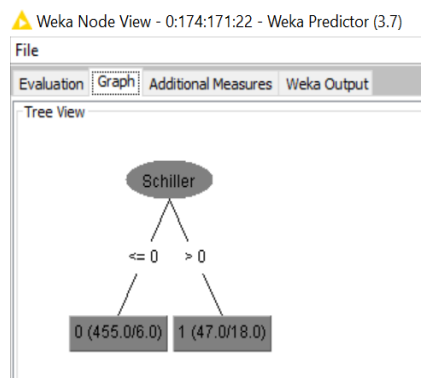 Weka Node View - 0:174:171:22 - Weka Predictor (3.7)
File
Evaluation Graph Additional Measures Weka Output
Tree View
Schiller
<= 0 > 0
0 (455.0/6.0) 1 (47.0/18.0)